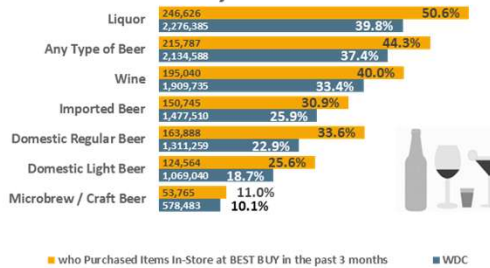 Liquor 246,626 50.6%
2,276,385 39.8%
Any Type of Beer 215,787 44.3%
2,134,588 37.4%
Wine 195,040 40.0%
1,909,735 33.4%
Imported Beer 150,745 30.9%
1,477,510 25.9%
Domestic Regular Beer 163,888 33.6%
1,311,259 22.9%
Domestic Light Beer 124,564 25.6%
1,069,040 18.7%
Microbrew / Craft Beer 53,765 11.0%
578,483 10.1%
who Purchased Items In-Store at BEST BUY in the past 3 months WDC